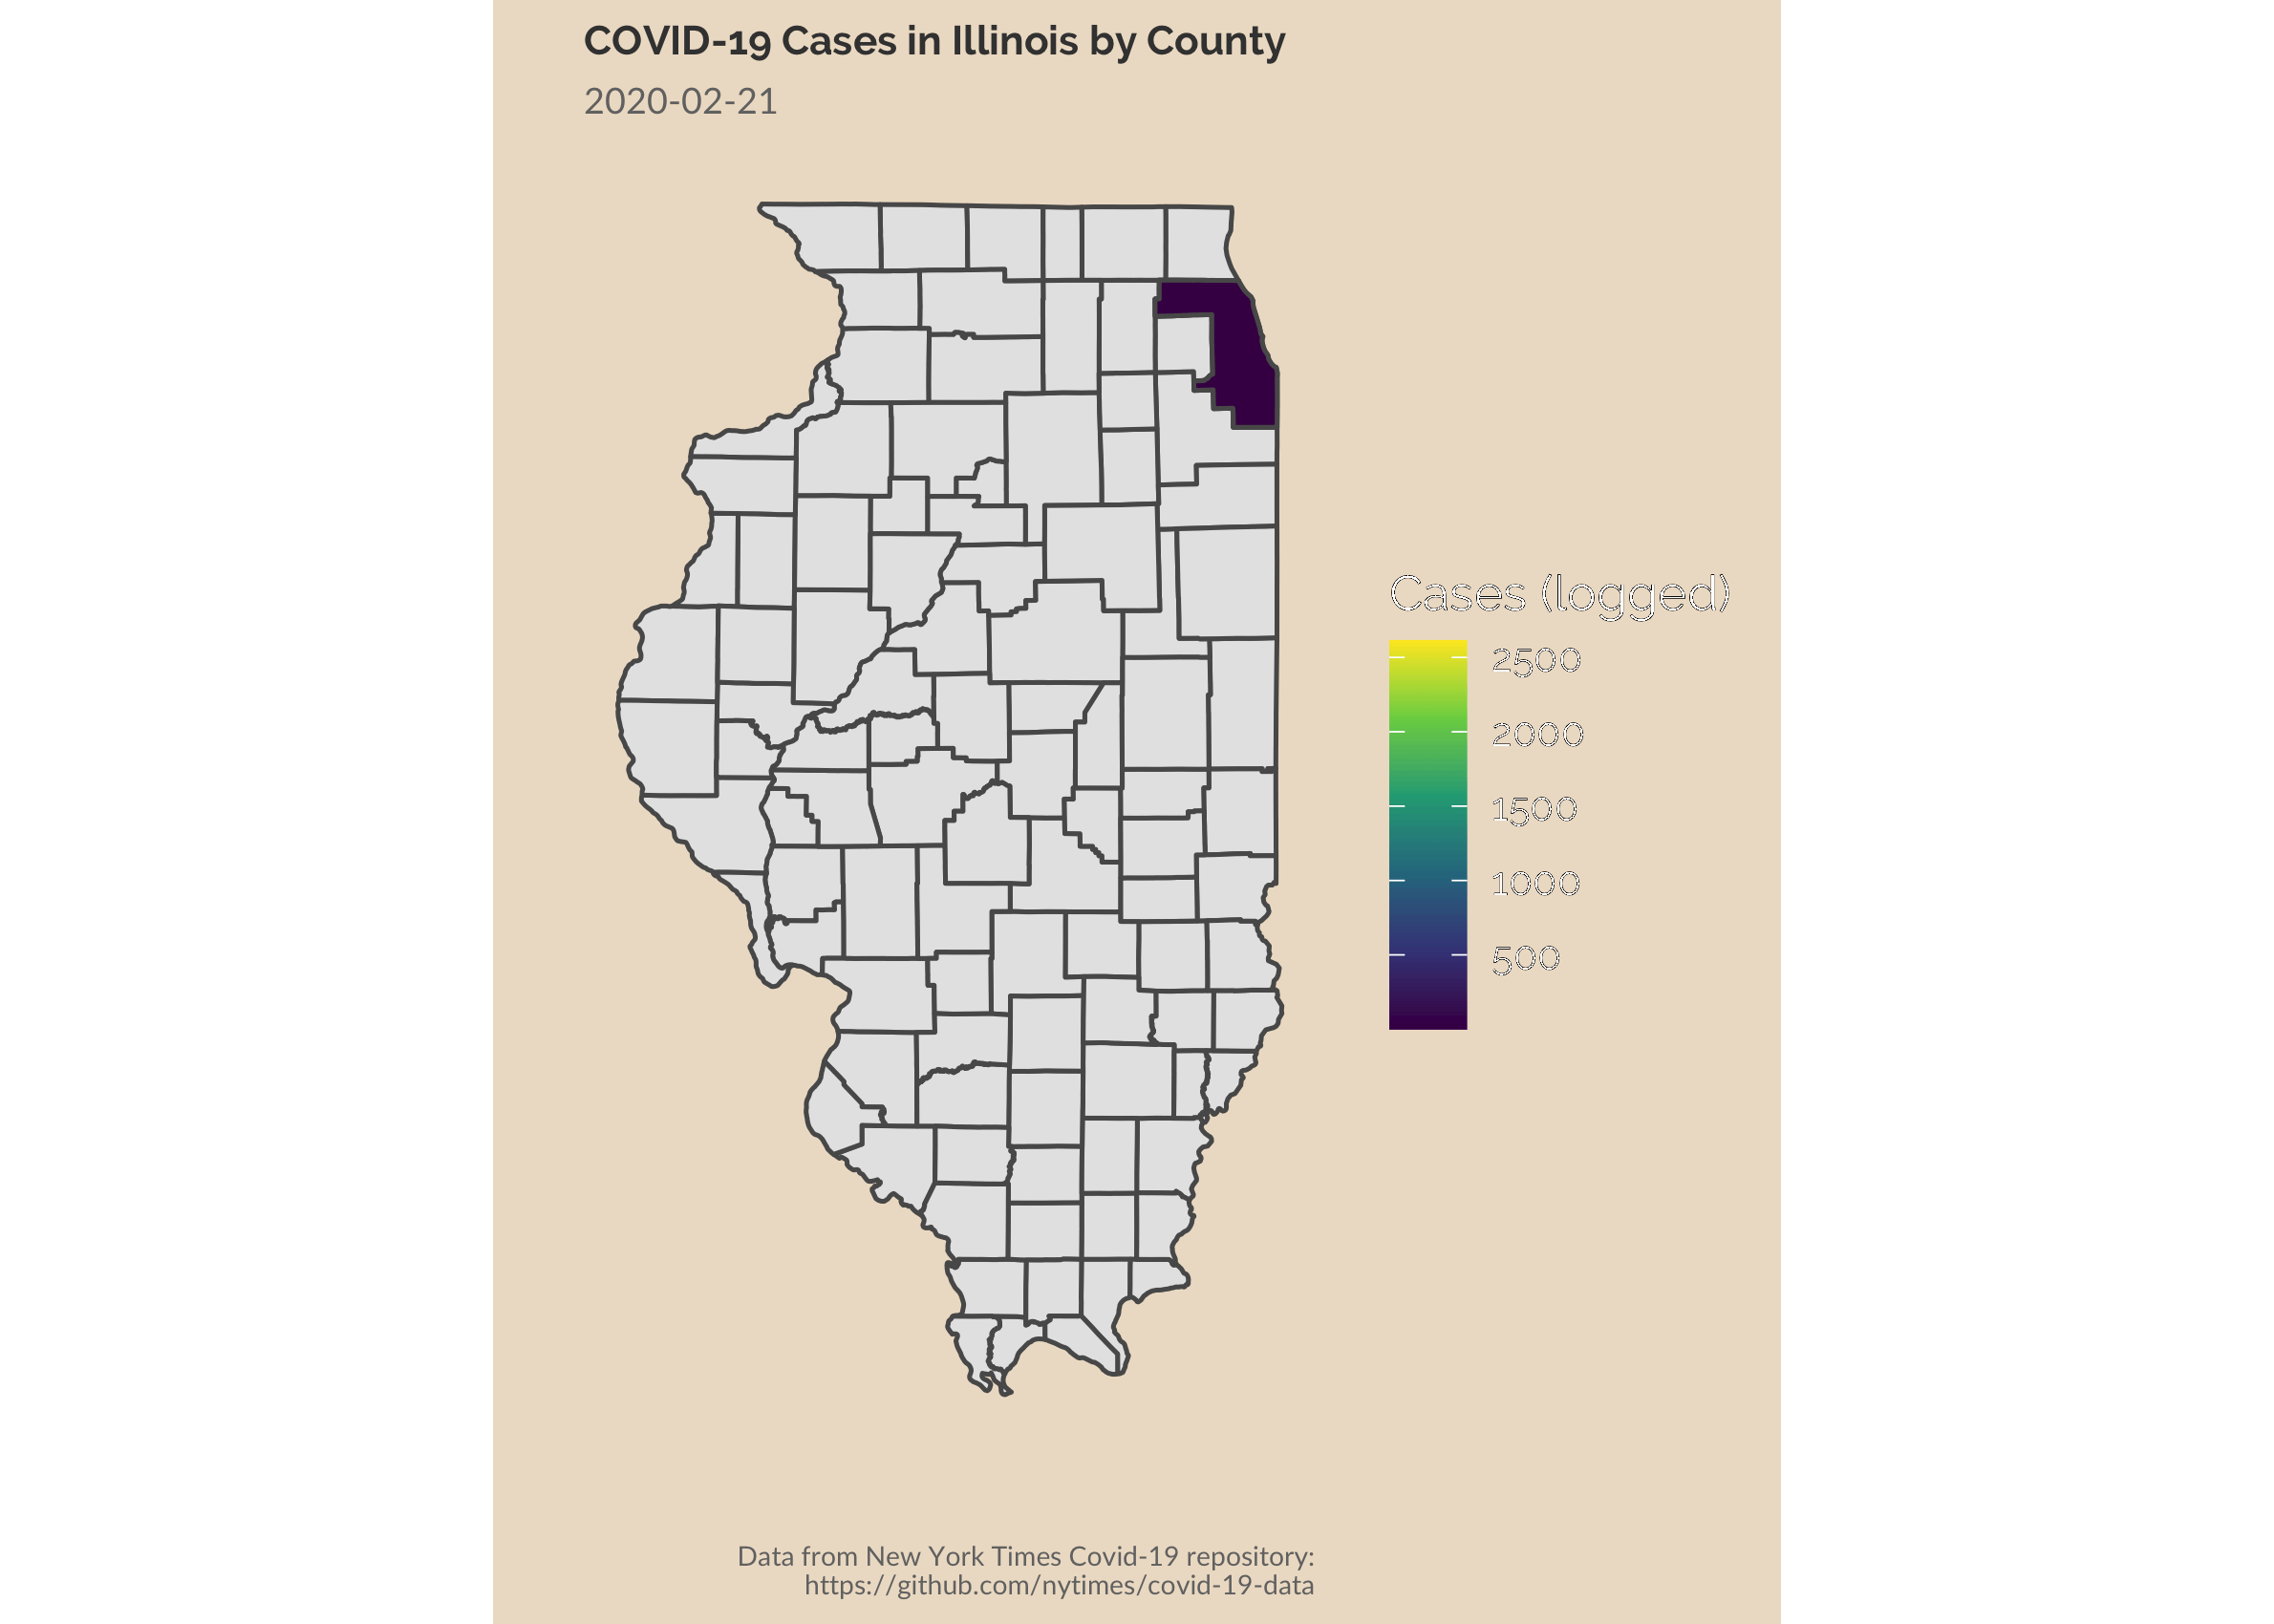 COVID-19 Cases in Illinois by County
2020-02-21
Cases (logged)
2500
2000
1500
1000
500
Data from New York Times Covid-19 repository:
https://github.com/nytimes/covid-19-data